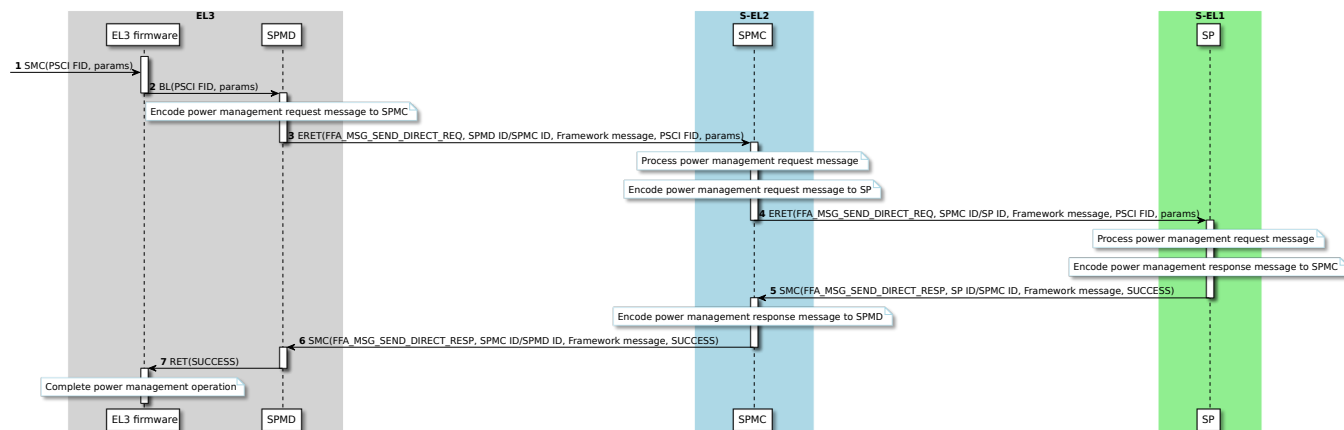 EL3
S-EL2
S-EL1
EL3 firmware
SPMD
SPMC
SP
1 SMC(PSCI FID, params)
2 BL(PSCI FID, params)
Encode power management request message to SPMC
3 ERET(FFA_MSG_SEND_DIRECT_REQ, SPMD ID/SPMC ID, Framework message, PSCI FID, params)
Process power management request message
Encode power management request message to SP
4 ERET(FFA_MSG_SEND_DIRECT_REQ, SPMC ID/SP ID, Framework message, PSCI FID, params)
Process power management request message
Encode power management response message to SPMC
5 SMC(FFA_MSG_SEND_DIRECT_RESP, SP ID/SPMC ID, Framework message, SUCCESS)
Encode power management response message to SPMD
6 SMC(FFA_MSG_SEND_DIRECT_RESP, SPMC ID/SPMD ID, Framework message, SUCCESS)
7 RET(SUCCESS)
Complete power management operation
EL3 firmware
SPMD
SPMC
SP